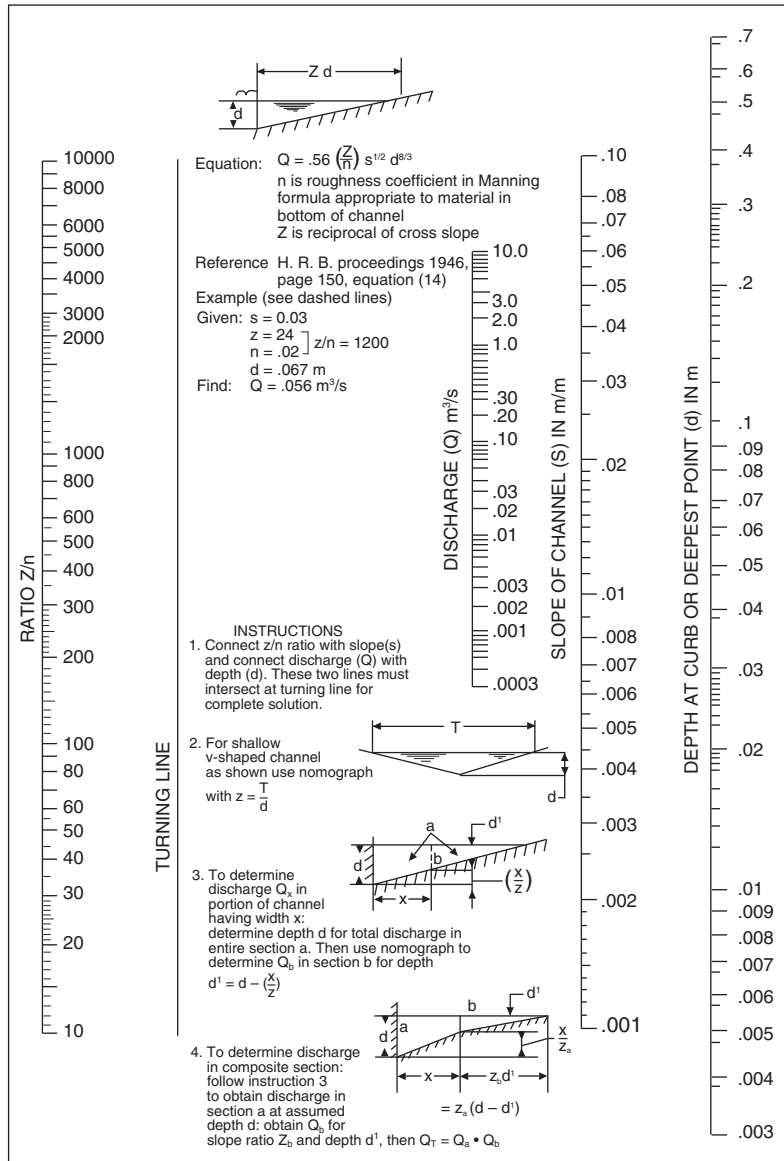 Z d
d
Equation: Q = .56 (Z/n) s^1/2 d^8/3
n is roughness coefficient in Manning
formula appropriate to material in
bottom of channel
Z is reciprocal of cross slope
Reference H. R. B. proceedings 1946,
page 150, equation (14)
Example (see dashed lines)
Given: s = 0.03
z = 24
n = .02
z/n = 1200
d = .067 m
Find: Q = .056 m³/s
RATIO Z/n
10000
8000
6000
5000
4000
3000
2000
1000
800
600
500
400
300
200
100
80
60
50
40
30
20
10
TURNING LINE
DISCHARGE (Q) m³/s
10.0
3.0
2.0
1.0
.30
.20
.10
.03
.02
.01
.003
.002
.001
.0003
SLOPE OF CHANNEL (S) IN m/m
.10
.08
.07
.06
.05
.04
.03
.02
.01
.008
.007
.006
.005
.004
.003
.002
.001
DEPTH AT CURB OR DEEPEST POINT (d) IN m
.7
.6
.5
.4
.3
.2
.1
.09
.08
.07
.06
.05
.04
.03
.02
.01
.009
.008
.007
.006
.005
.004
.003
INSTRUCTIONS
1. Connect z/n ratio with slope(s)
and connect discharge (Q) with
depth (d). These two lines must
intersect at turning line for
complete solution.
2. For shallow
v-shaped channel
as shown use nomograph
with z = T/d
T
d
3. To determine
discharge Qx in
portion of channel
having width x:
determine depth d for total discharge in
entire section a. Then use nomograph to
determine Qb in section b for depth
d¹ = d – (x/z)
a
d¹
d
b
x
(x/z)
4. To determine discharge
in composite section:
follow instruction 3
to obtain discharge in
section a at assumed
depth d: obtain Qb for
slope ratio Zb and depth d¹, then QT = Qa • Qb
b
d¹
a
d
x/za
x
zbd¹
= za (d – d¹)